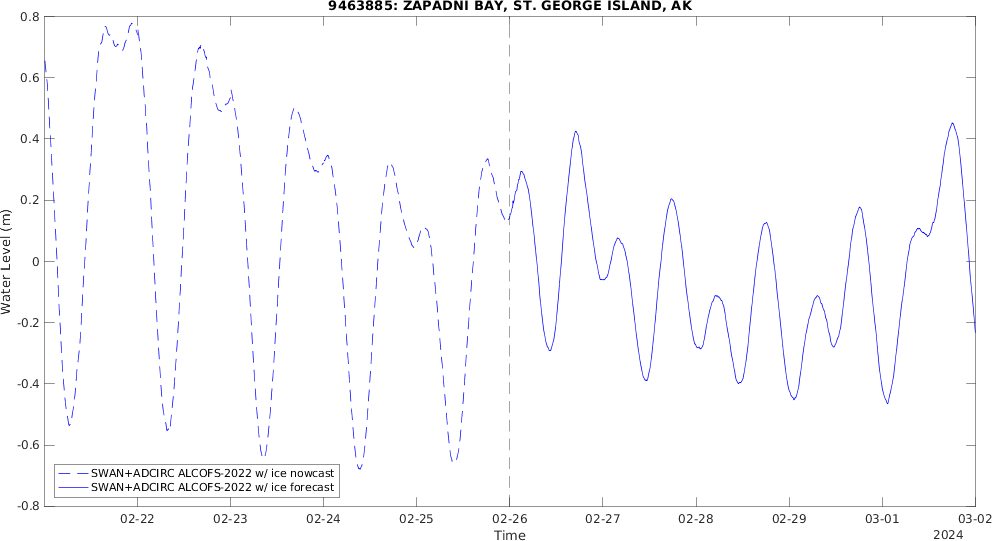 9463885: ZAPADNI BAY, ST. GEORGE ISLAND, AK
0.8
0.6
0.4
0.2
0
-0.2
-0.4
-0.6
-0.8
Water Level (m)
SWAN+ADCIRC ALCOFS-2022 w/ ice nowcast
SWAN+ADCIRC ALCOFS-2022 w/ ice forecast
02-22 02-23 02-24 02-25 02-26 02-27 02-28 02-29 03-01 03-02
Time
2024